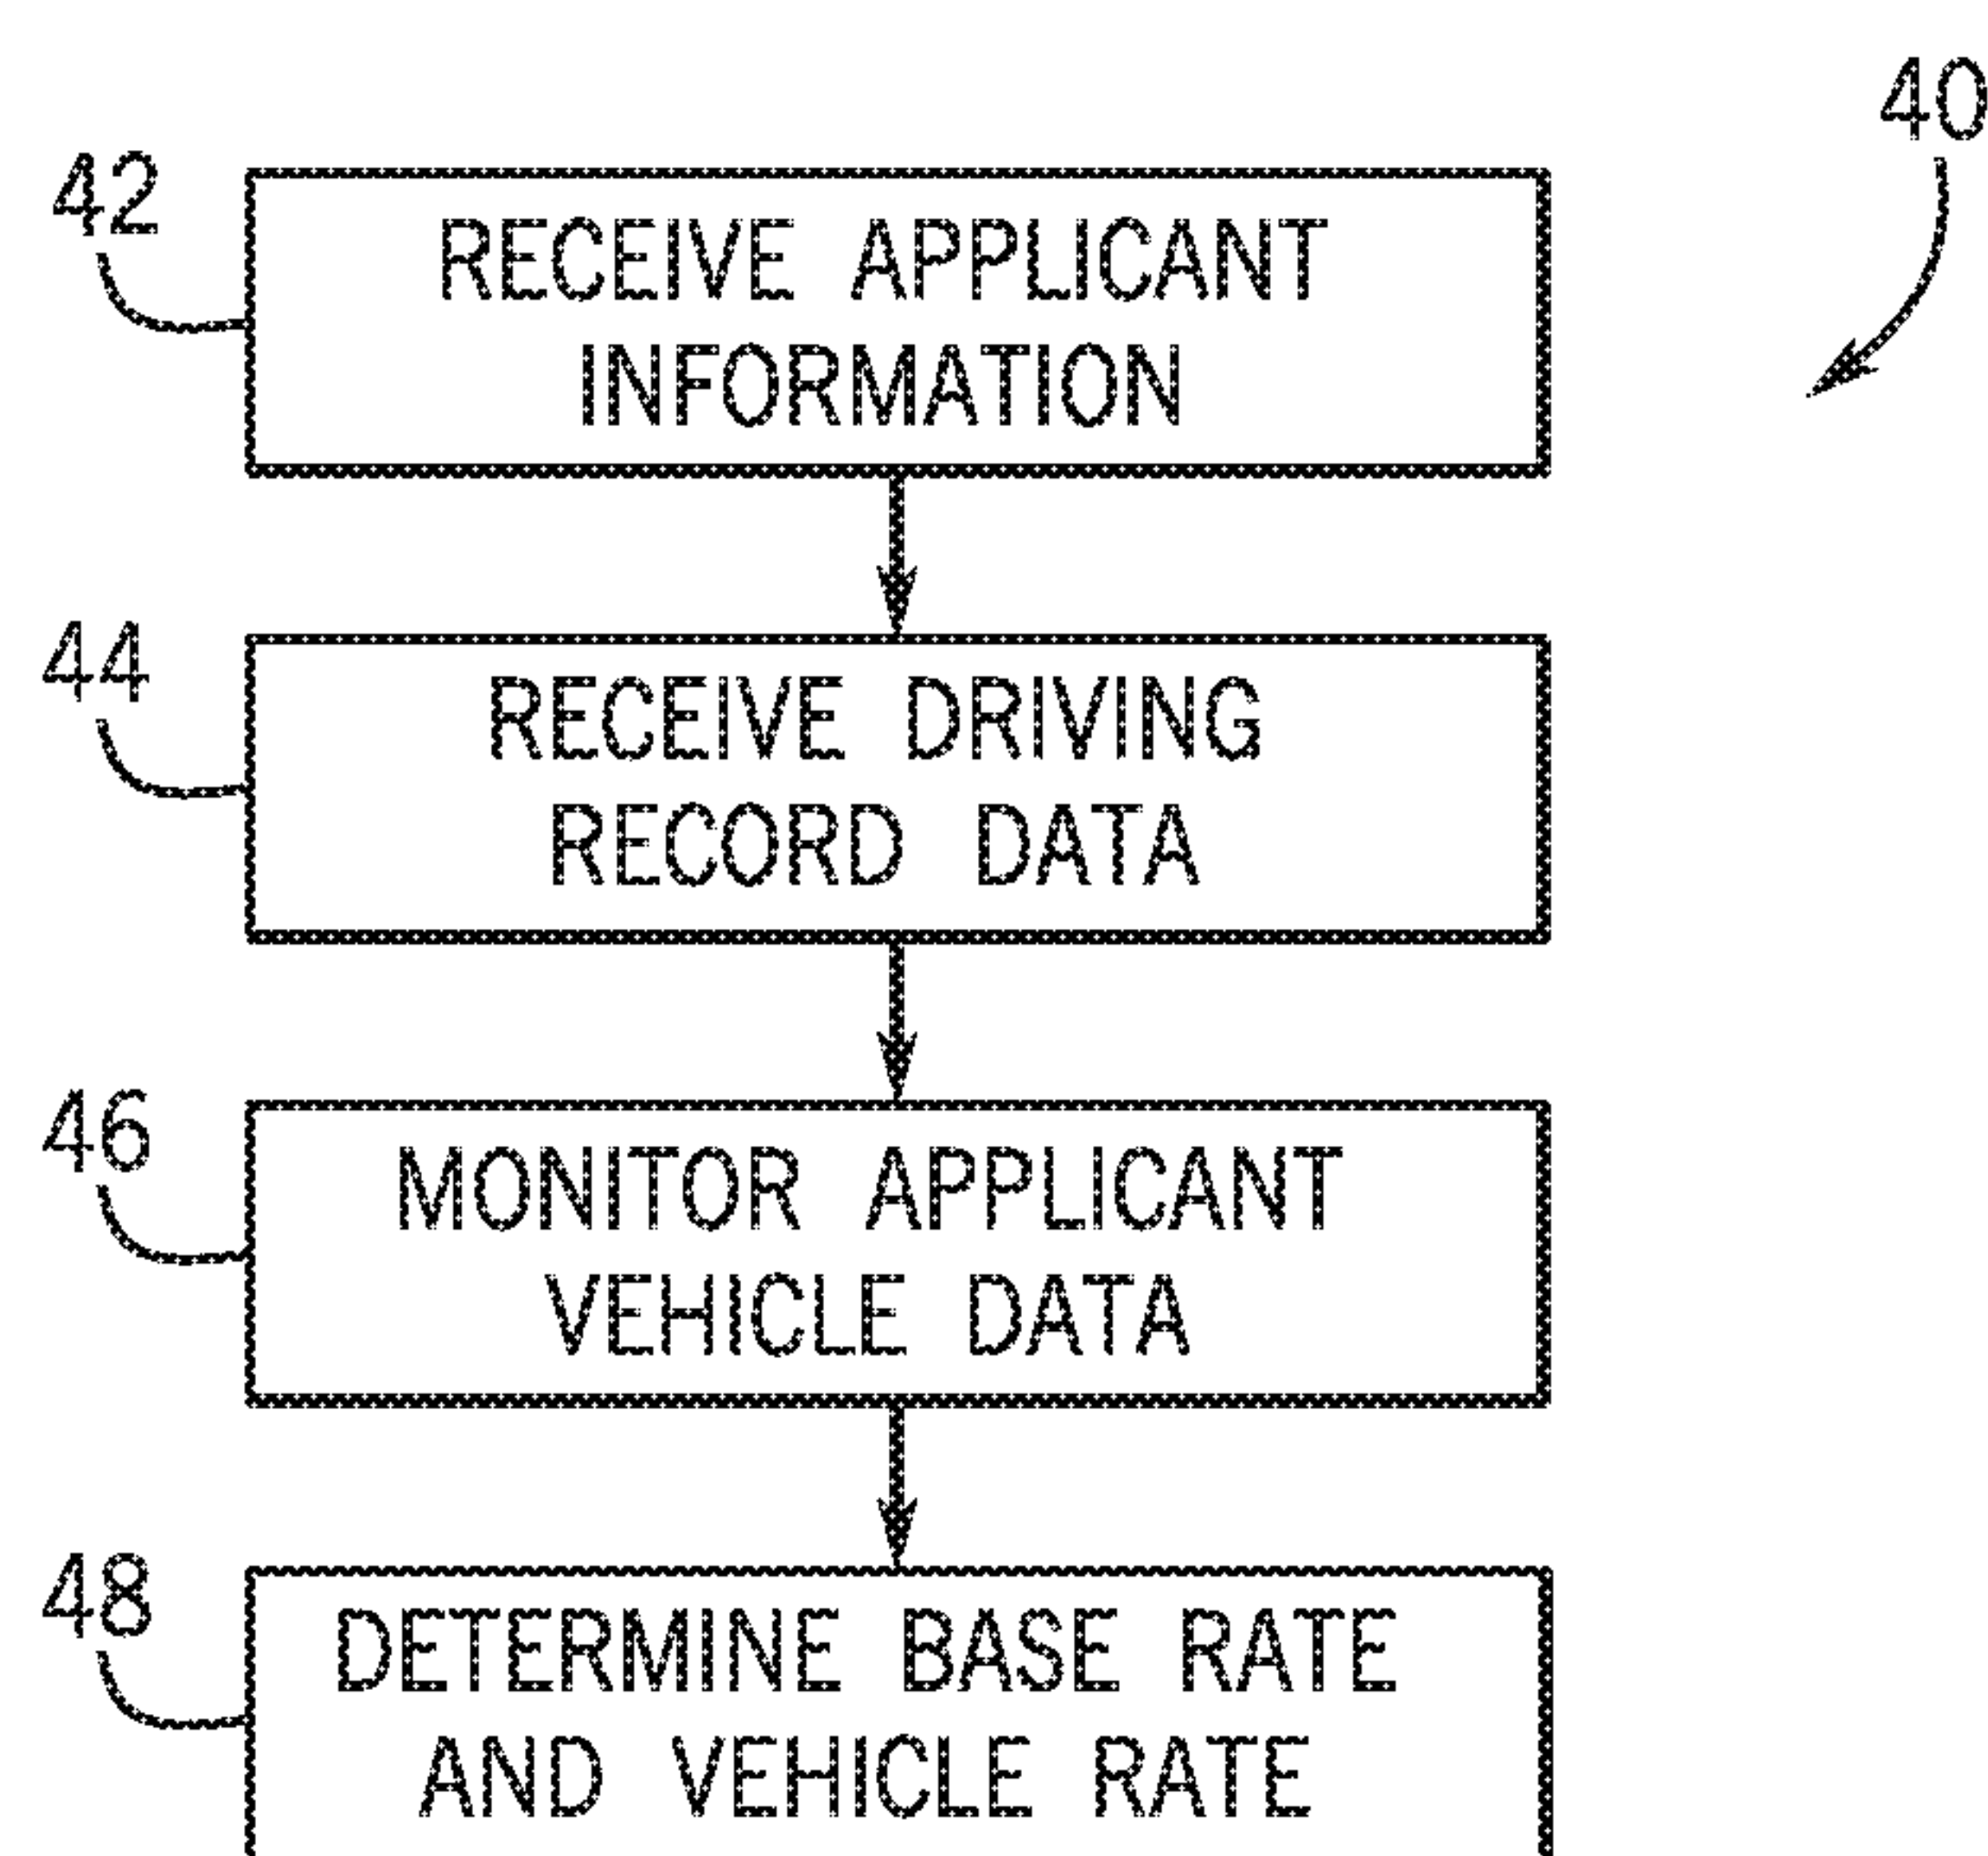 40
42
RECEIVE APPLICANT
INFORMATION
44
RECEIVE DRIVING
RECORD DATA
46
MONITOR APPLICANT
VEHICLE DATA
48
DETERMINE BASE RATE
AND VEHICLE RATE